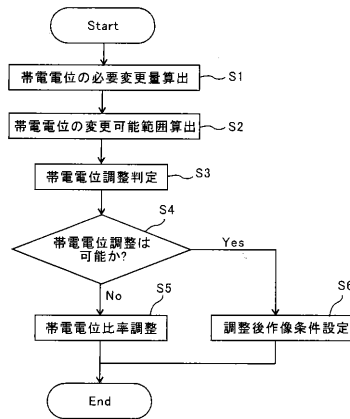 Start
帯電電位の必要変更量算出
S1
帯電電位の変更可能範囲算出
S2
帯電電位調整判定
S3
帯電電位調整は
可能か?
S4
Yes
No
S5
帯電電位比率調整
S6
調整後作像条件設定
End